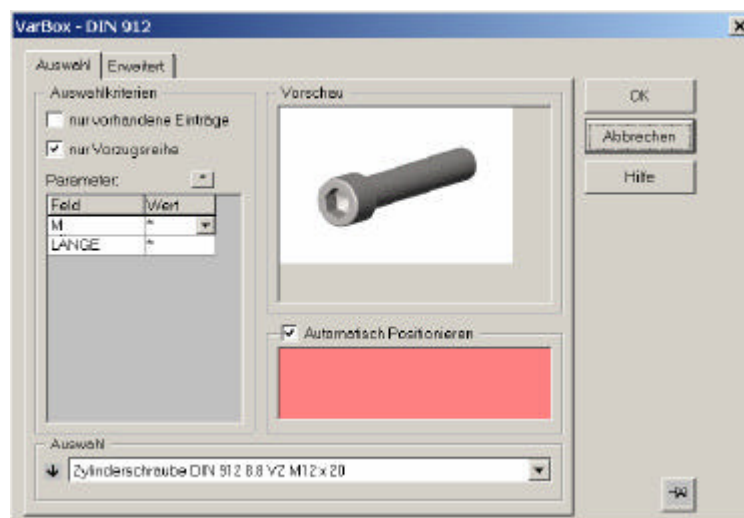 VarBox - DIN 912
Auswahl Erweitert
Auswahlkriterien
nur vorhandene Einträge
nur Vorzugsreihe
Parameter: *
Feld Wert
M *
LANGE *
Vorschau
Automatisch Positionieren
OK
Abbrechen
Hilfe
Auswahl
Zylinderschraube DIN 912 8.8 VZ M12 x 20